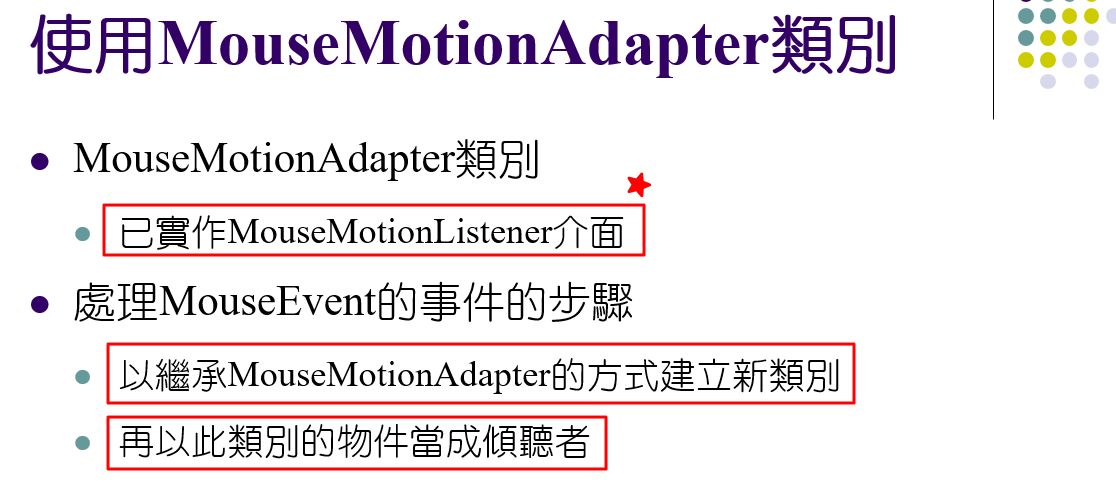 使用MouseMotionAdapter類別
MouseMotionAdapter類別
已實作MouseMotionListener介面
處理MouseEvent的事件的步驟
以繼承MouseMotionAdapter的方式建立新類別
再以此類別的物件當成傾聽者